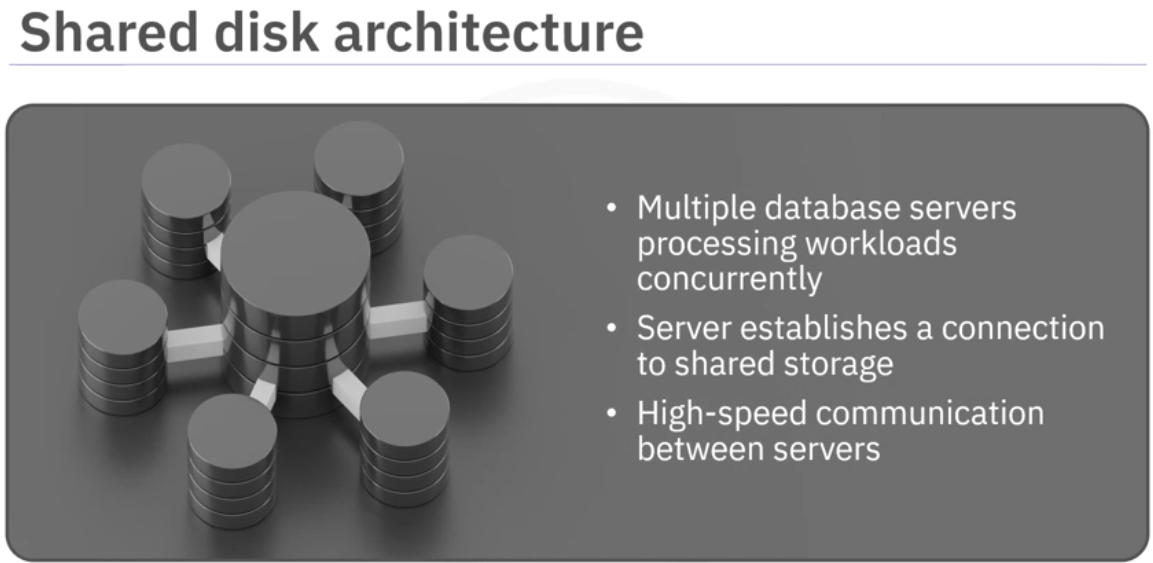 Shared disk architecture
• Multiple database servers
processing workloads
concurrently
• Server establishes a connection
to shared storage
• High-speed communication
between servers